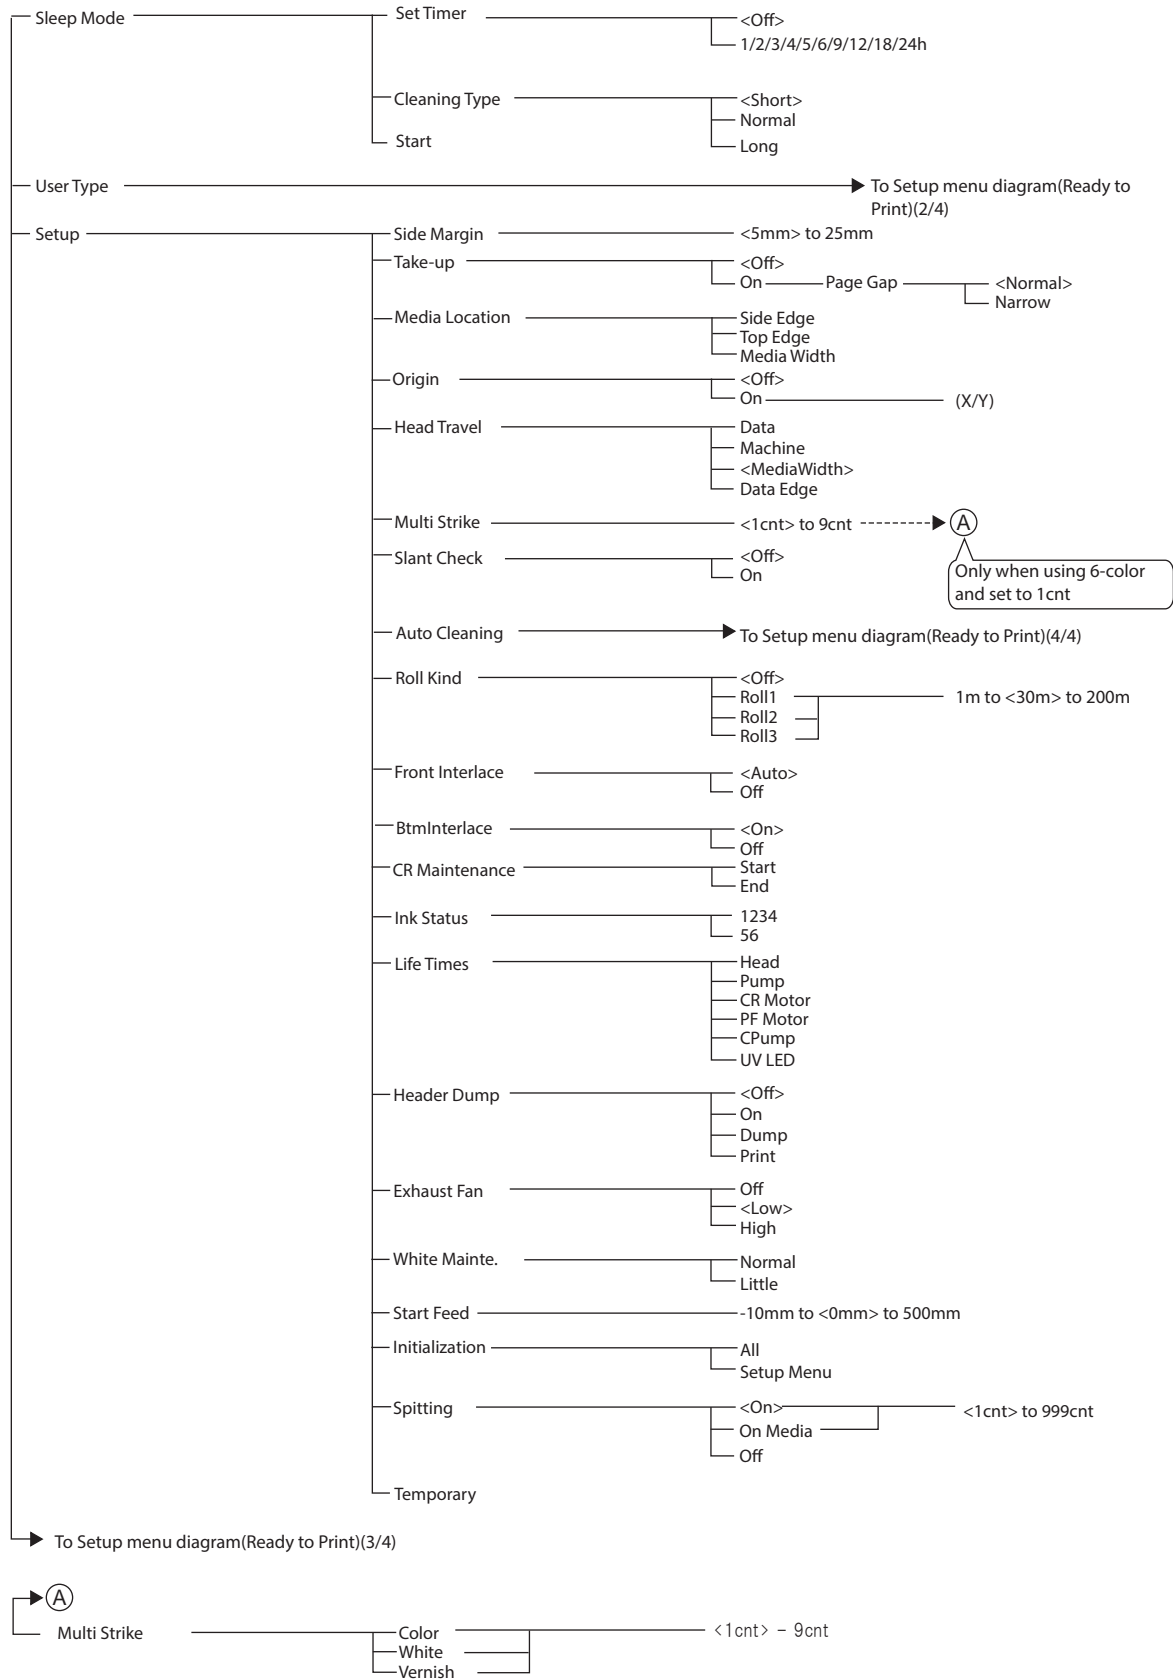 Sleep Mode
Set Timer
<Off>
1/2/3/4/5/6/9/12/18/24h
Cleaning Type
<Short>
Normal
Long
Start
User Type
To Setup menu diagram(Ready to
Print)(2/4)
Setup
Side Margin
<5mm> to 25mm
Take-up
<Off>
On
Page Gap
<Normal>
Narrow
Media Location
Side Edge
Top Edge
Media Width
Origin
<Off>
On
(X/Y)
Head Travel
Data
Machine
<MediaWidth>
Data Edge
Multi Strike
<1cnt> to 9cnt
A
Only when using 6-color
and set to 1cnt
Slant Check
<Off>
On
Auto Cleaning
To Setup menu diagram(Ready to Print)(4/4)
Roll Kind
<Off>
Roll1
Roll2
Roll3
1m to <30m> to 200m
Front Interlace
<Auto>
Off
BtmInterlace
<On>
Off
CR Maintenance
Start
End
Ink Status
1234
56
Life Times
Head
Pump
CR Motor
PF Motor
CPump
UV LED
Header Dump
<Off>
On
Dump
Print
Exhaust Fan
Off
<Low>
High
White Mainte.
Normal
Little
Start Feed
-10mm to <0mm> to 500mm
Initialization
All
Setup Menu
Spitting
<On>
On Media
Off
<1cnt> to 999cnt
Temporary
To Setup menu diagram(Ready to Print)(3/4)
A
Multi Strike
Color
White
Vernish
<1cnt> - 9cnt